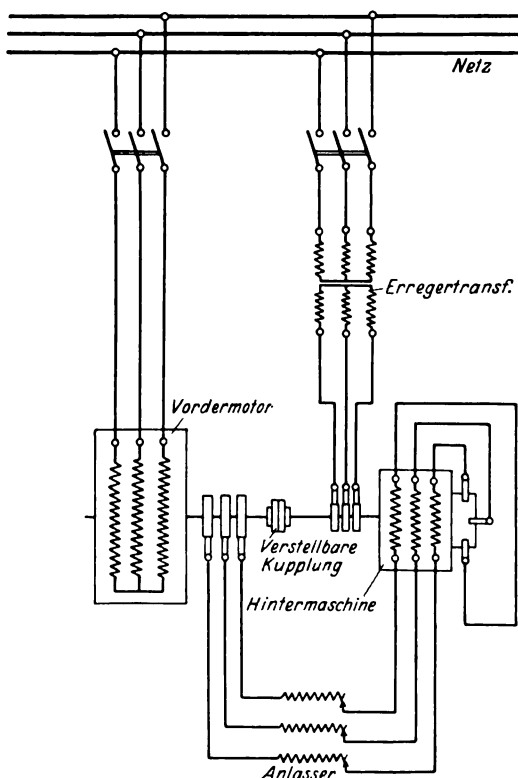 Netz
Erregertransf.
Vordermotor
Verstellbare
Kupplung
Hintermaschine
Anlasser